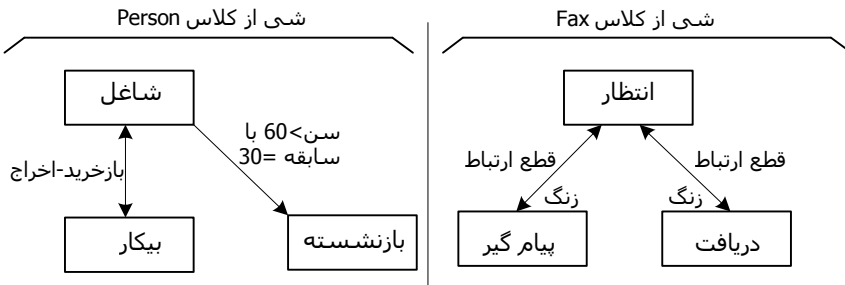 شی از کلاس Person
شاغل
سن>60 با
سابقه =30
بازخرید-اخراج
بیکار
بازنشسته
شی از کلاس Fax
انتظار
قطع ارتباط
قطع ارتباط
زنگ
زنگ
پیام گیر
دریافت